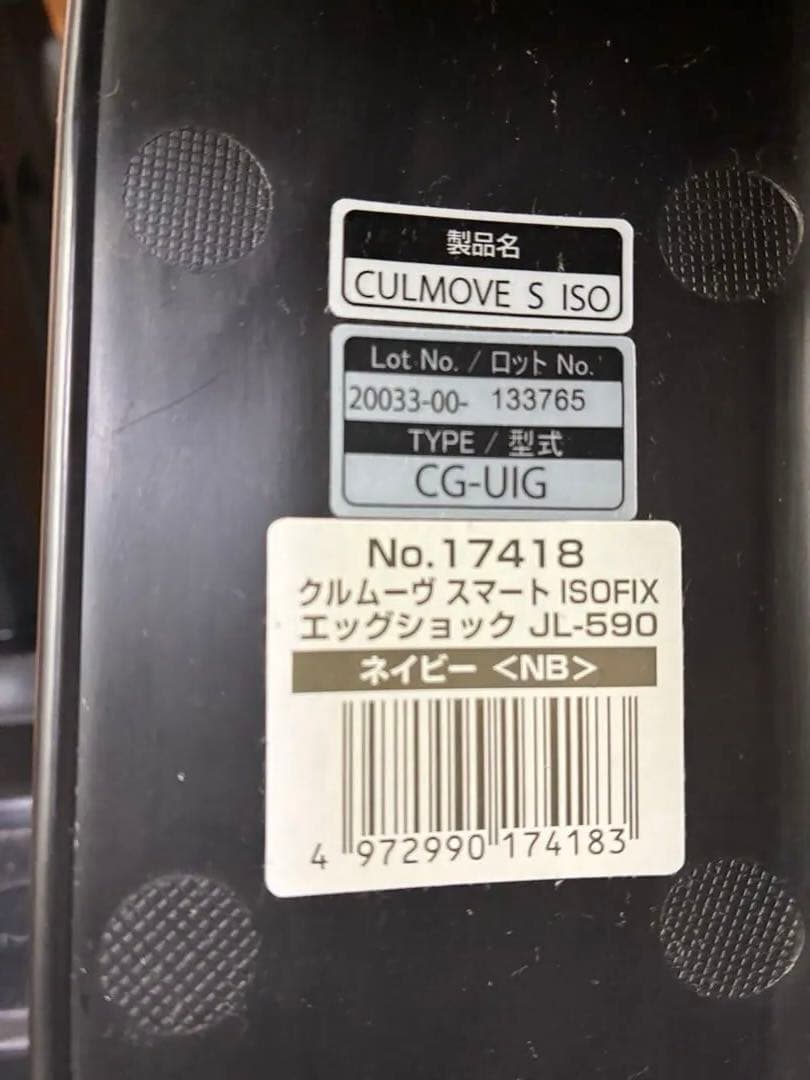 製品名
CULMOVE S ISO
Lot No. / ロット No.
20033-00- 133765
TYPE / 型式
CG-UIG
No.17418
クルムーヴ スマート ISOFIX
エッグショック JL-590
ネイビー <NB>
4 972990 174183